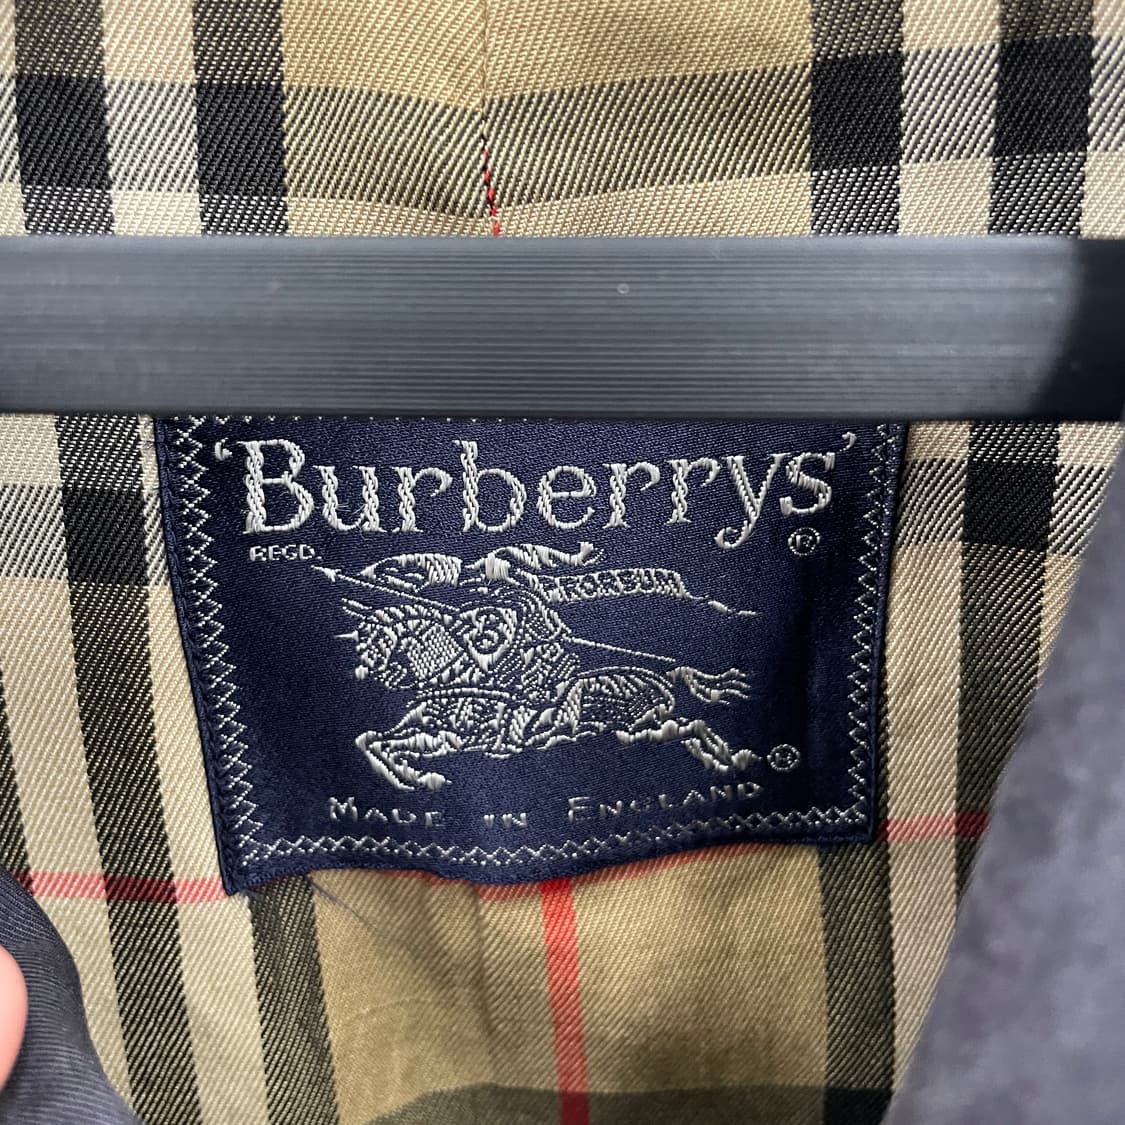 'Burberrys'
REGD.
®
PRORSUM
B
®
MADE IN ENGLAND